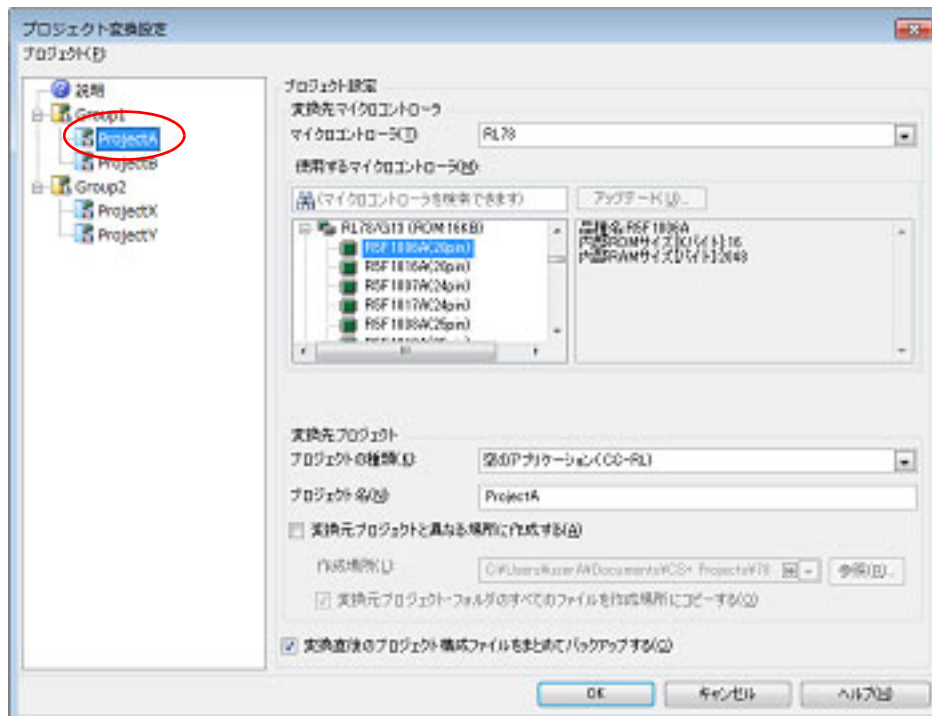 プロジェクト変換設定
プロジェクト(P)
説明
Group1
ProjectA
ProjectB
Group2
ProjectX
ProjectY
プロジェクト設定
変換先マイクロコントローラ
マイクロコントローラ(T) RL78
使用するマイクロコントローラ(M):
(マイクロコントローラを検索できます) アップデート(U)...
RL78/G11 (ROM:16KB)
(20pin)
(20pin)
(24pin)
(24pin)
(25pin)
内部ROMサイズ[Kバイト]:16
内部RAMサイズ[バイト]:2048
変換先プロジェクト
プロジェクトの種類(K): 空のアプリケーション(CC-RL)
プロジェクト名(N): ProjectA
変換元プロジェクトと異なる場所に作成する(A)
作成場所(L): 参照(R)...
変換元プロジェクト・フォルダのすべてのファイルを作成場所にコピーする(O)
変換直後のプロジェクト構成ファイルをまとめてバックアップする(C)
OK キャンセル ヘルプ(H)